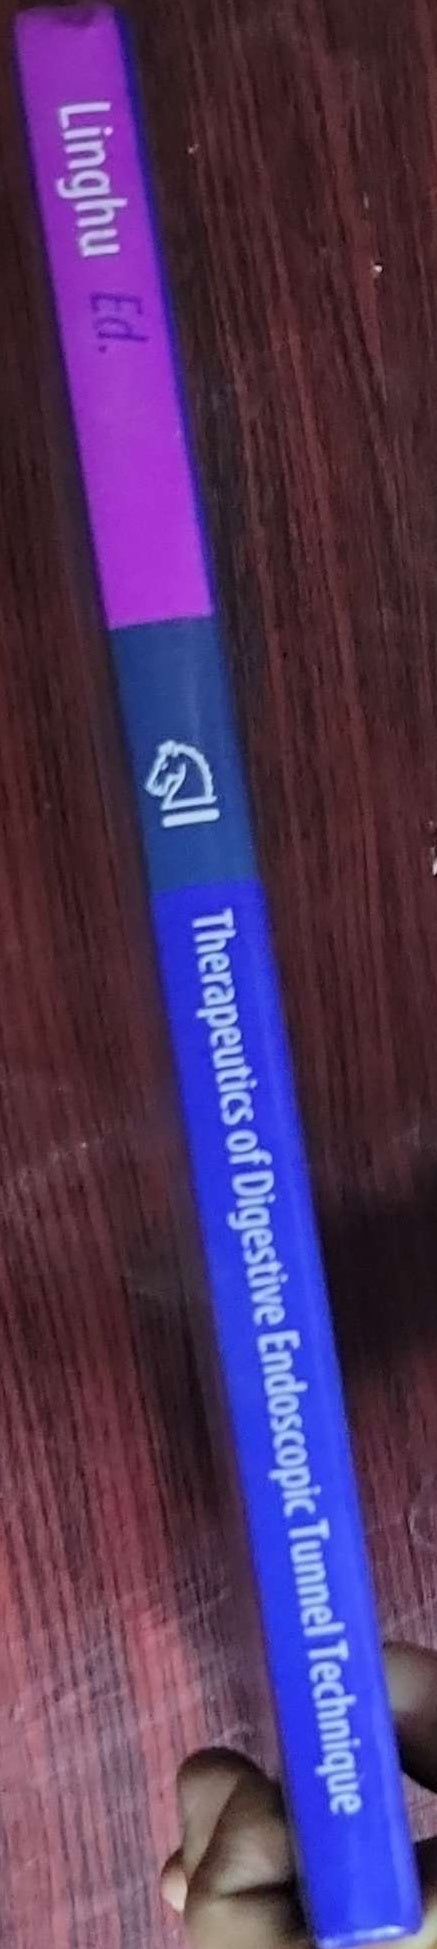 Linghu Ed.
Therapeutics of Digestive Endoscopic Tunnel Technique